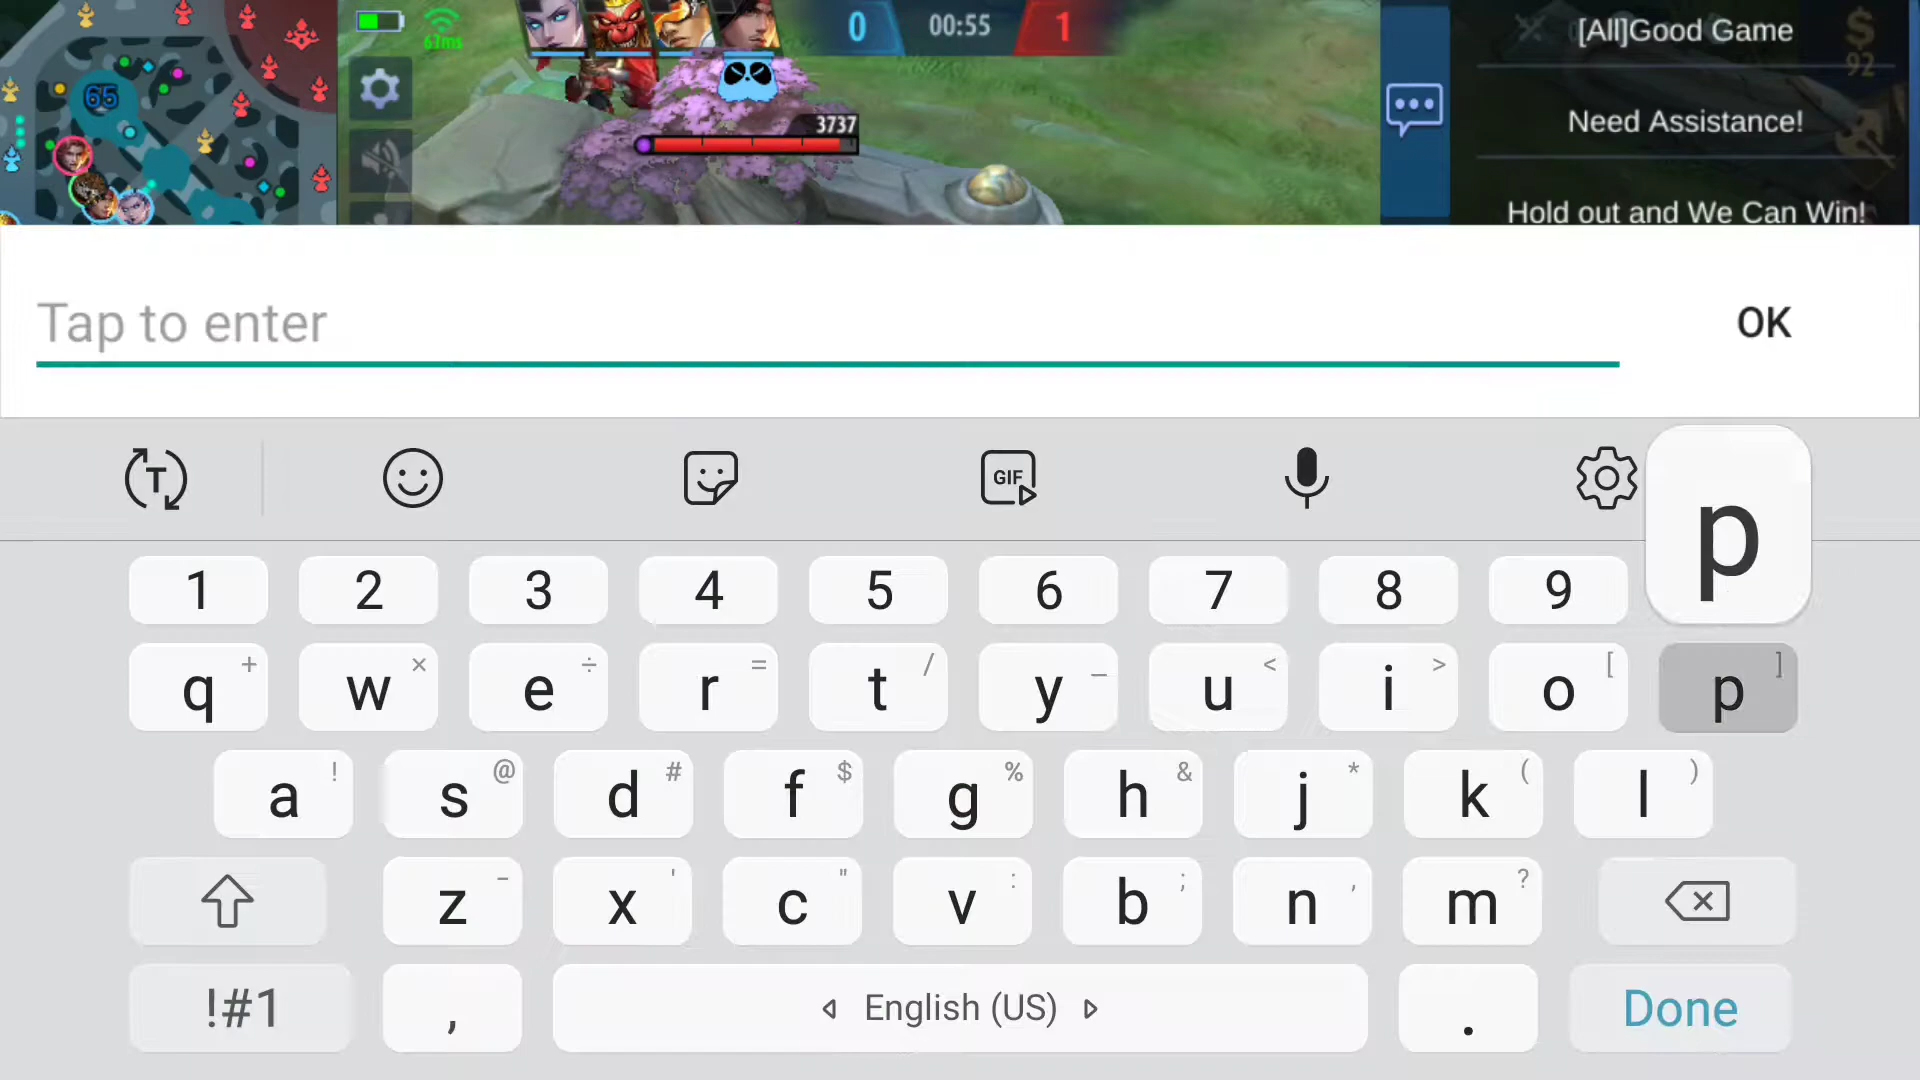 65
63ms
0
00:55
1
3737
[All]Good Game
Need Assistance!
Hold out and We Can Win!
92
Tap to enter
OK
T
GIF
p
1 2 3 4 5 6 7 8 9
q + w × e ÷ r = t / y _ u < i > o [ p ]
a ! s @ d # f $ g % h & j * k ( l )
z - x ' c " v : b ; n , m ?
!#1 , English (US) . Done